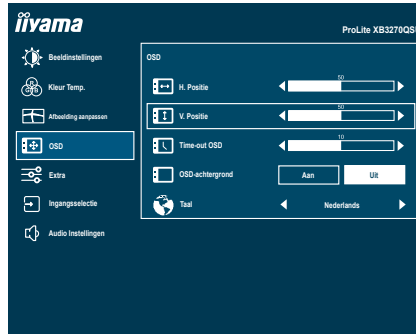 iiyama
ProLite XB3270QSU
Beeldinstellingen
Kleur Temp.
R
G B
Afbeelding aanpassen
OSD
Extra
Ingangsselectie
Audio Instellingen
OSD
H. Positie
50
V. Positie
50
Time-out OSD
10
OSD-achtergrond
Aan
Uit
Taal
Nederlands